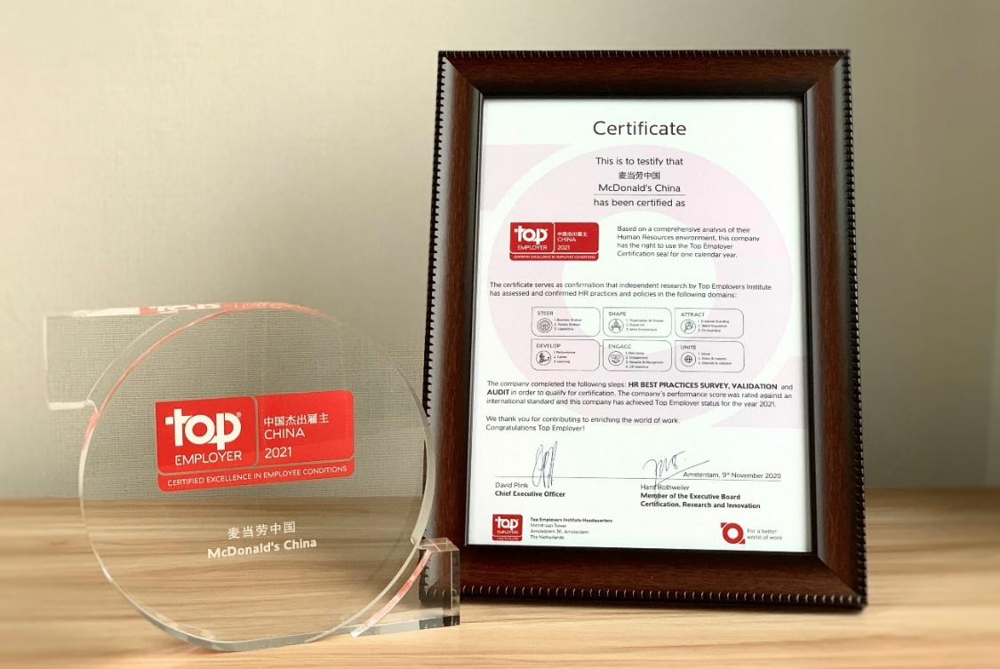 top
EMPLOYER
中国杰出雇主
CHINA
2021
CERTIFIED EXCELLENCE IN EMPLOYEE CONDITIONS
麦当劳中国
McDonald's China
Certificate
This is to testify that
麦当劳中国
McDonald's China
has been certified as
top
EMPLOYER
中国杰出雇主
CHINA
2021
CERTIFIED EXCELLENCE IN EMPLOYEE CONDITIONS
Based on a comprehensive analysis of their
Human Resources environment, this company
has the right to use the Top Employer
Certification seal for one calendar year.
The certificate serves as confirmation that independent research by Top Employers Institute
has assessed and confirmed HR practices and policies in the following domains:
STEER
1. Business Strategy
2. People Strategy
3. Leadership
SHAPE
1. Organisation & Change
2. Digital HR
3. Work Environment
ATTRACT
1. Employer Branding
2. Talent Acquisition
3. On-boarding
DEVELOP
1. Performance
2. Career
3. Learning
ENGAGE
1. Well-being
2. Engagement
3. Rewards & Recognition
4. Off-boarding
UNITE
1. Values
2. Ethics & Integrity
3. Diversity & Inclusion
The company completed the following steps: HR BEST PRACTICES SURVEY, VALIDATION and
AUDIT in order to qualify for certification. The company's performance score was rated against an
international standard and this company has achieved Top Employer status for the year 2021.
We thank you for contributing to enriching the world of work.
Congratulations Top Employer!
Amsterdam, 9th November 2020
David Plink
Chief Executive Officer
Hans Rothweiler
Member of the Executive Board
Certification, Research and Innovation
top
EMPLOYERS
INSTITUTE
Top Employers Institute Headquarters
Mondriaan Tower
Amstelplein 36, Amsterdam
The Netherlands
For a better
world of work